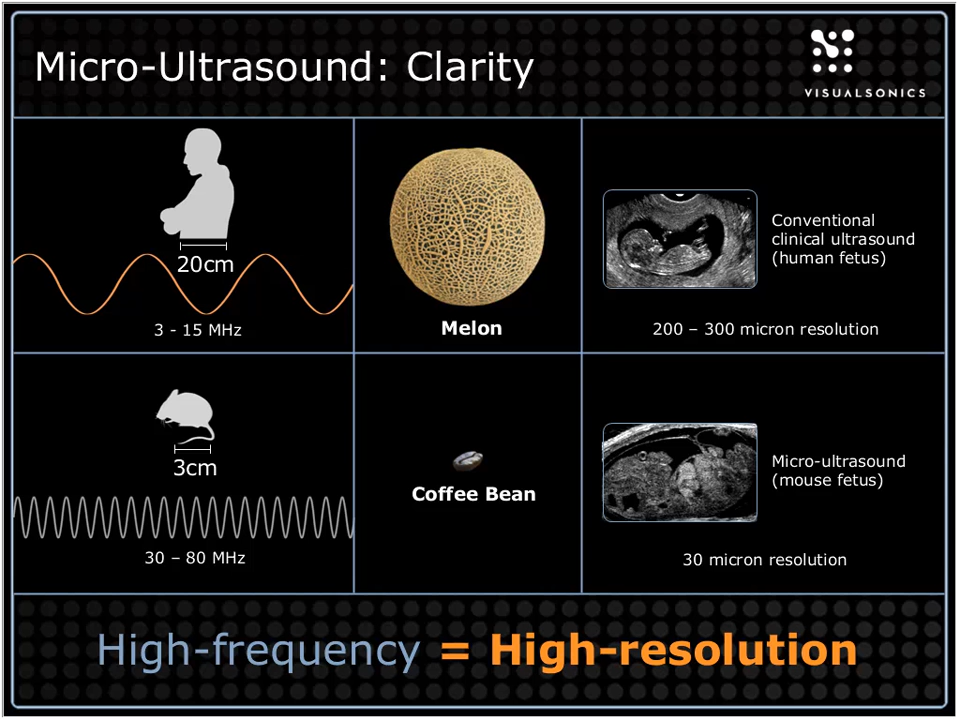 Micro-Ultrasound: Clarity
VISUALSONICS
20cm
3 - 15 MHz
Melon
Conventional
clinical ultrasound
(human fetus)
200 – 300 micron resolution
3cm
30 – 80 MHz
Coffee Bean
Micro-ultrasound
(mouse fetus)
30 micron resolution
High-frequency = High-resolution